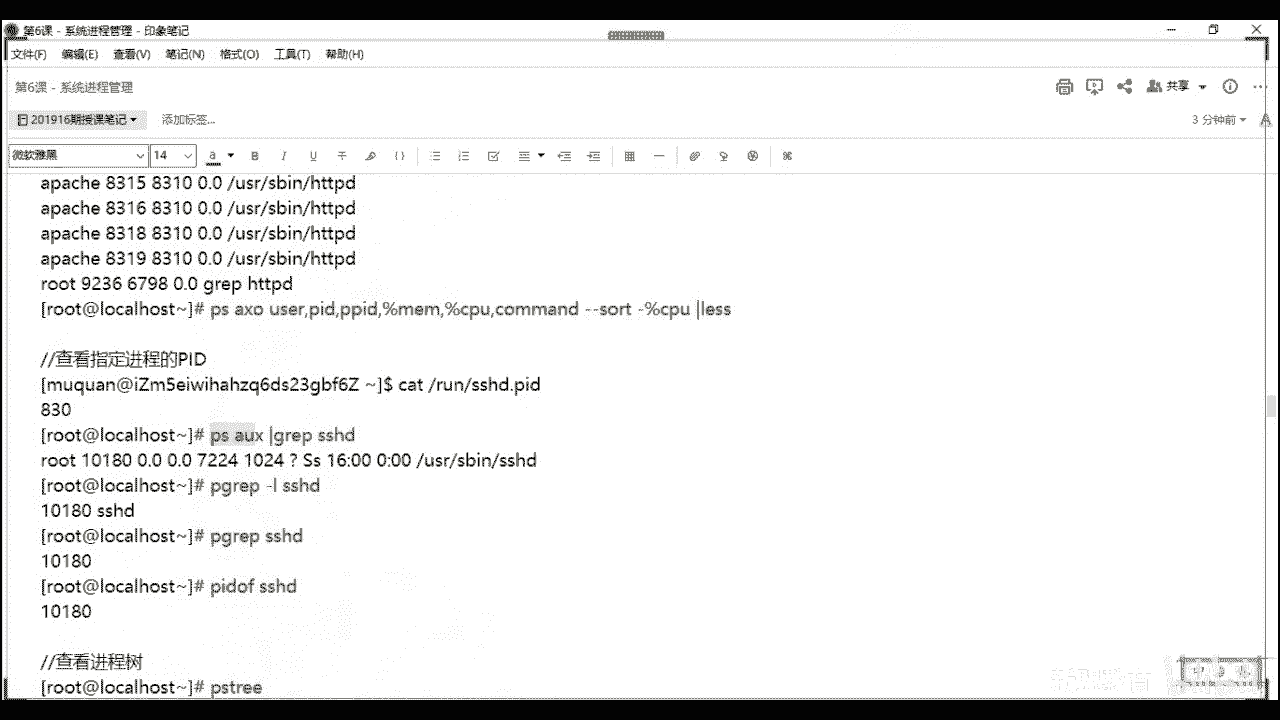 第6课 - 系统进程管理 - 印象笔记
文件(F) 编辑(E) 查看(V) 笔记(N) 格式(O) 工具(T) 帮助(H)
第6课 - 系统进程管理
共享
201916期授课笔记 添加标签...
3 分钟前
微软雅黑 14
apache 8315 8310 0.0 /usr/sbin/httpd
apache 8316 8310 0.0 /usr/sbin/httpd
apache 8318 8310 0.0 /usr/sbin/httpd
apache 8319 8310 0.0 /usr/sbin/httpd
root 9236 6798 0.0 grep httpd
[root@localhost~]# ps axo user,pid,ppid,%mem,%cpu,command --sort -%cpu |less
//查看指定进程的PID
[muquan@iZm5eiwihahzq6ds23gbf6Z ~]$ cat /run/sshd.pid
830
[root@localhost~]# ps aux |grep sshd
root 10180 0.0 0.0 7224 1024 ? Ss 16:00 0:00 /usr/sbin/sshd
[root@localhost~]# pgrep -l sshd
10180 sshd
[root@localhost~]# pgrep sshd
10180
[root@localhost~]# pidof sshd
10180
//查看进程树
[root@localhost~]# pstree